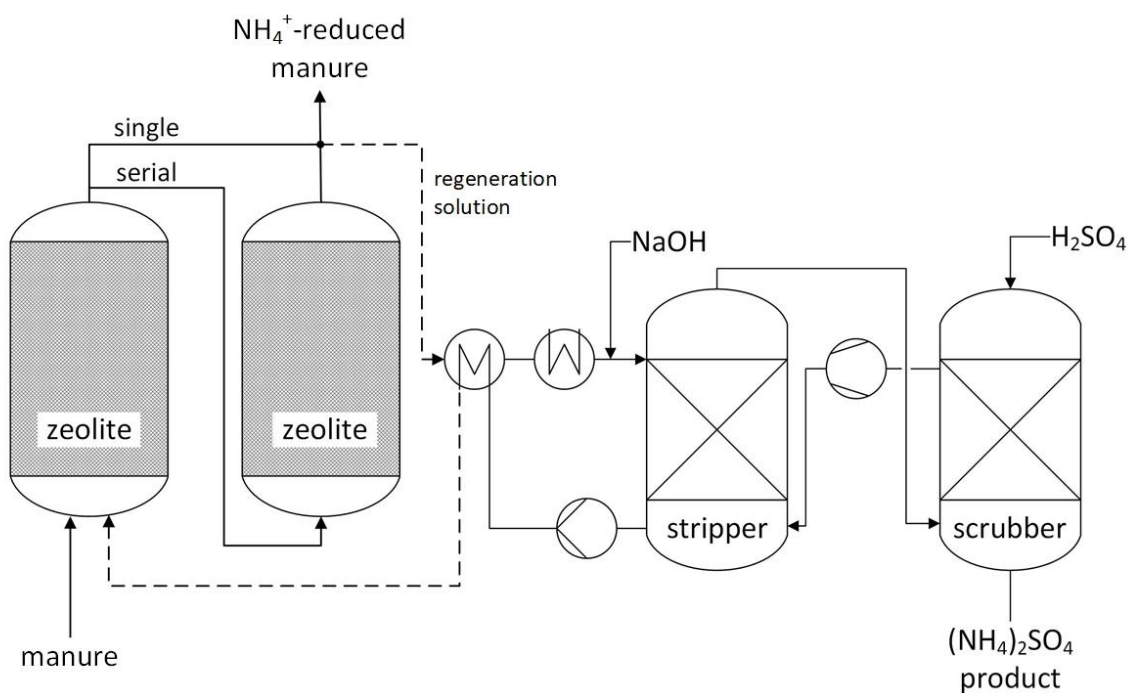 NH₄⁺-reduced
manure
single
serial
regeneration
solution
NaOH
H₂SO₄
zeolite
zeolite
stripper
scrubber
manure
(NH₄)₂SO₄
product